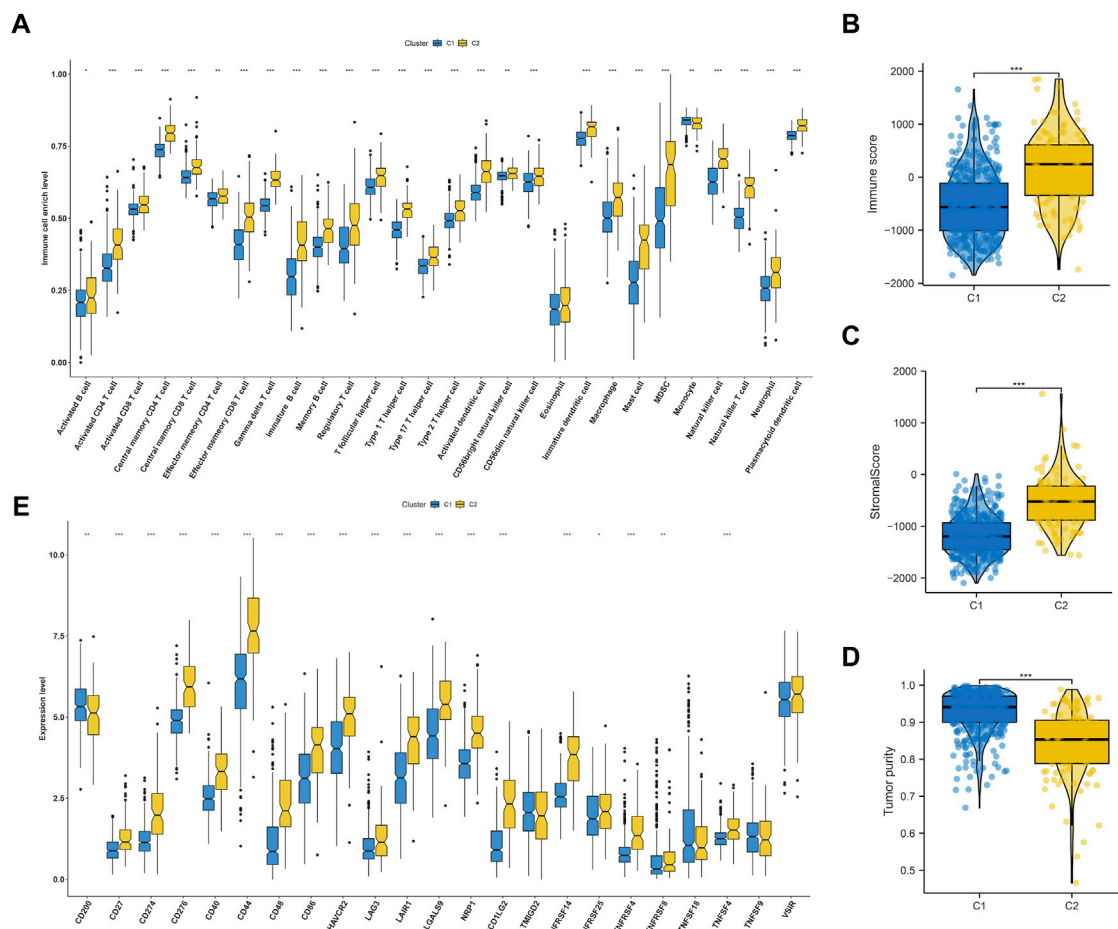 A
Cluster C1 C2
Immune cell enrich level
1.00
0.75
0.50
0.25
0.00
* *** *** *** *** ** *** *** *** *** *** *** *** *** *** *** ** *** *** *** *** *** ** *** *** *** ***
Activated B cell
Activated CD4 T cell
Activated CD8 T cell
Central memory CD4 T cell
Central memory CD8 T cell
Effector memeory CD4 T cell
Effector memeory CD8 T cell
Gamma delta T cell
Immature B cell
Memory B cell
Regulatory T cell
T follicular helper cell
Type 1 T helper cell
Type 17 T helper cell
Type 2 T helper cell
Activated dendritic cell
CD56bright natural killer cell
CD56dim natural killer cell
Eosinophil
Immature dendritic cell
Macrophage
Mast cell
MDSC
Monocyte
Natural killer cell
Natural killer T cell
Neutrophil
Plasmacytoid dendritic cell
B
***
Immune score
2000
1000
0
−1000
−2000
C1 C2
C
***
StromalScore
2000
1000
0
−1000
−2000
C1 C2
D
***
Tumor purity
1.0
0.9
0.8
0.7
0.6
0.5
C1 C2
E
Cluster C1 C2
Expression level
10.0
7.5
5.0
2.5
0.0
** *** *** *** *** *** *** *** *** *** *** *** *** *** *** * ** ***
CD200
CD27
CD274
CD276
CD40
CD44
CD48
CD86
HAVCR2
LAG3
LAIR1
LGALS9
NRP1
CD1LG2
TMIGD2
NFRSF14
NFRSF25
TNFRSF4
TNFRSF8
TNFSF18
TNFSF4
TNFSF9
VSIR